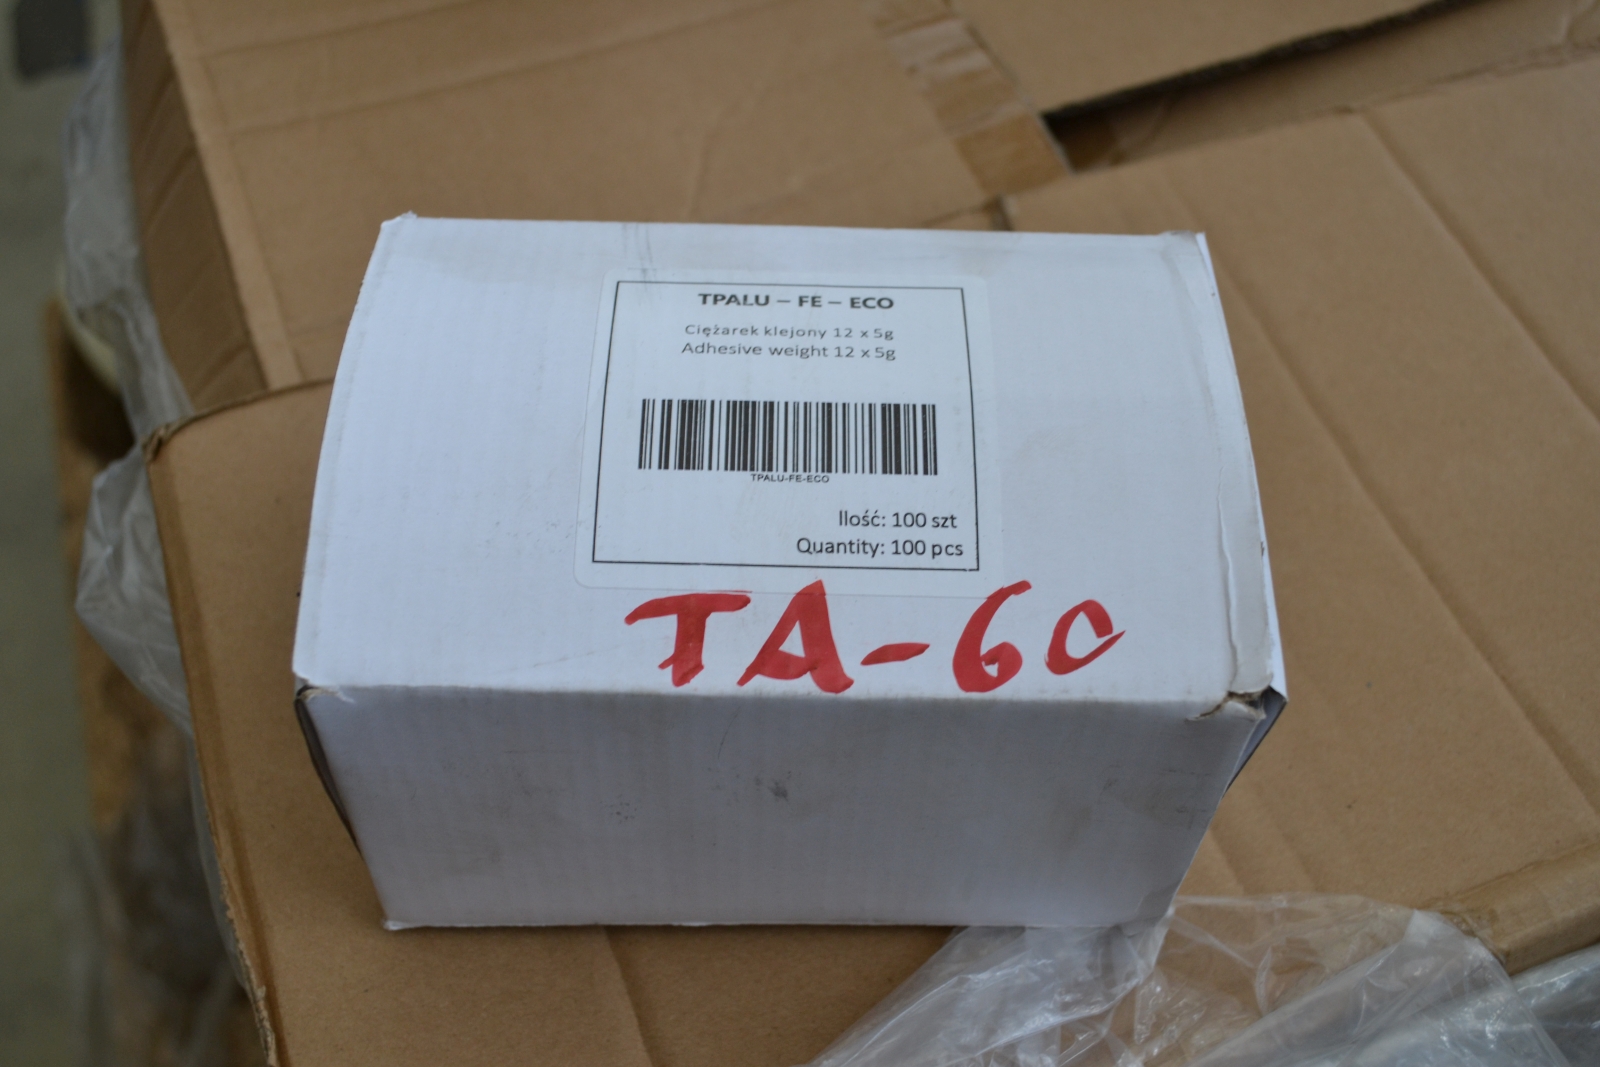 TPALU – FE – ECO
Ciężarek klejony 12 x 5g
Adhesive weight 12 x 5g
TPALU-FE-ECO
Ilość: 100 szt
Quantity: 100 pcs
TA-60